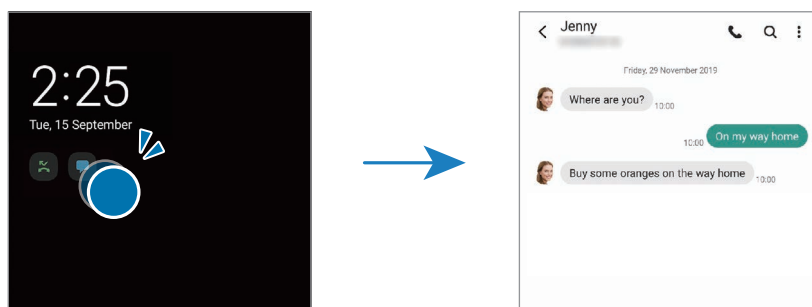 2:25
Tue, 15 September
Jenny
Friday, 29 November 2019
Where are you? 10:00
10:00 On my way home
Buy some oranges on the way home 10:00